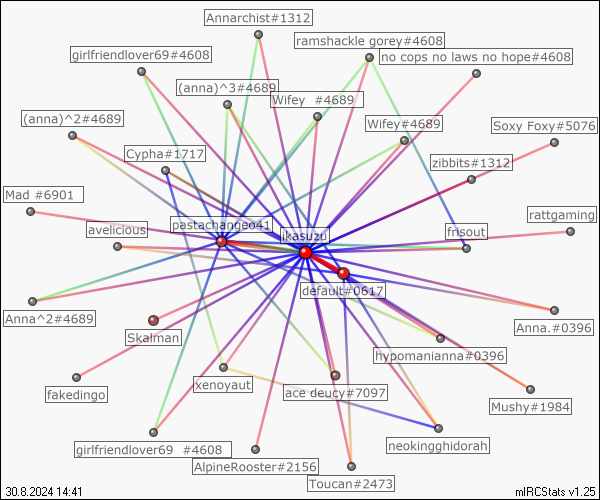 Annarchist#1312
ramshackle gorey#4608
girlfriendlover69#4608
no cops no laws no hope#4608
(anna)^3#4689
Wifey #4689
(anna)^2#4689
Wifey#4689
Soxy Foxy#5076
Cypha#1717
zibbits#1312
Mad #6901
rattgaming
pastachangeo41
avelicious
ikasuzu
frisout
default#0617
Anna^2#4689
Anna.#0396
Skalman
hypomanianna#0396
xenoyaut
ace deucy#7097
fakedingo
Mushy#1984
girlfriendlover69 #4608
neokingghidorah
AlpineRooster#2156
Toucan#2473
30.8.2024 14:41
mIRCStats v1.25